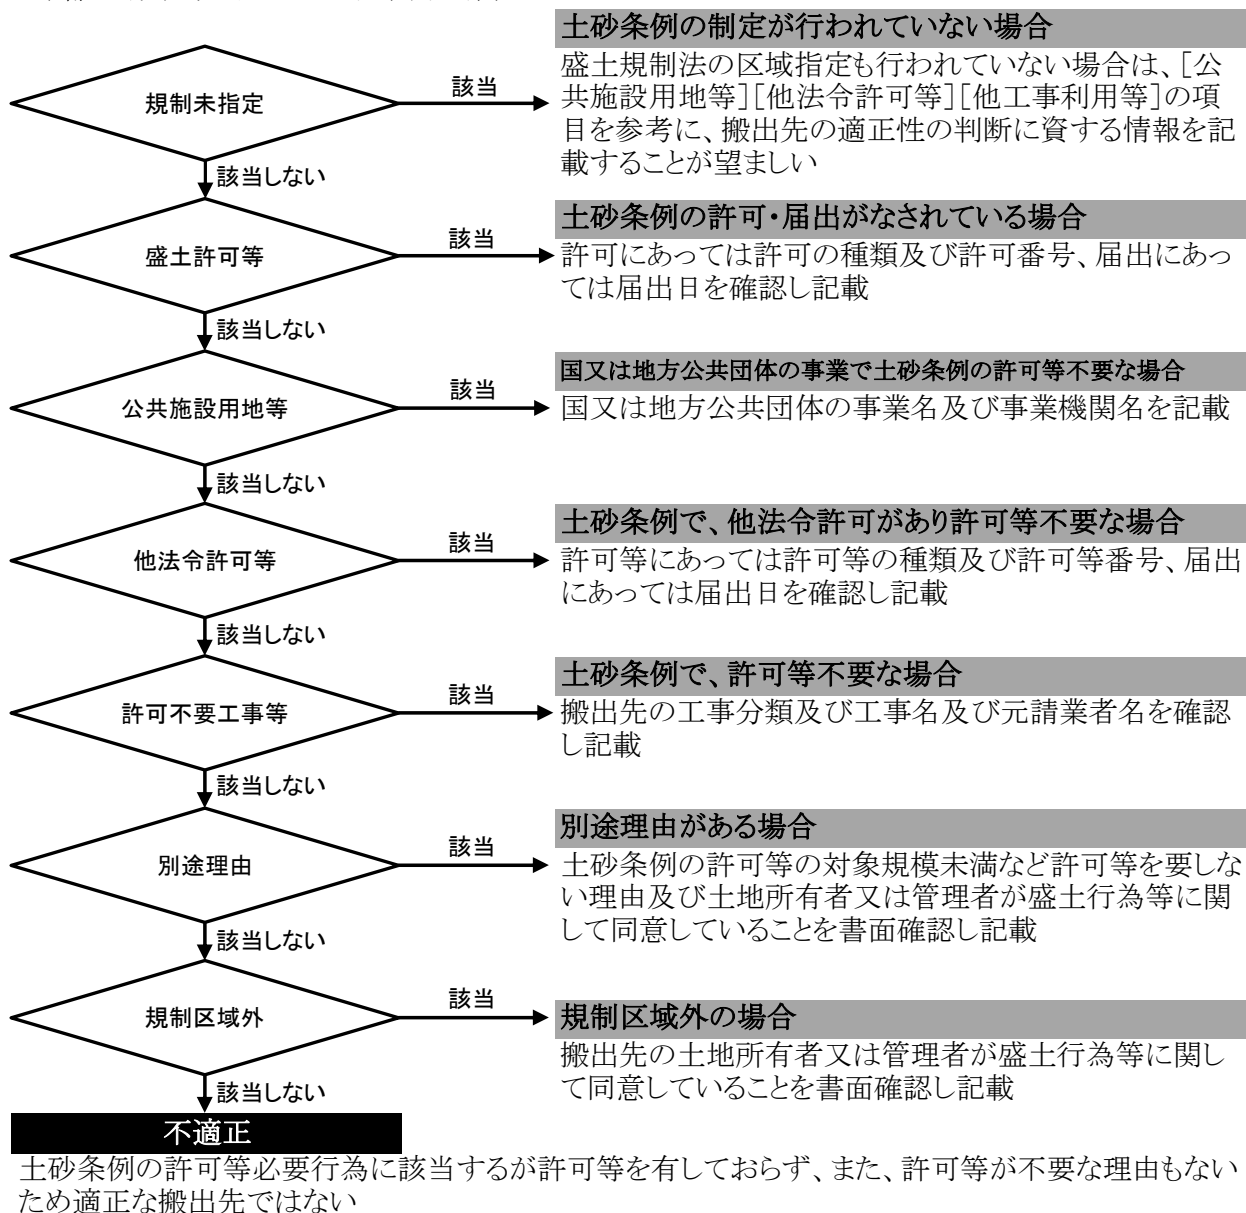 土砂条例の制定が行われていない場合
規制未指定
該当
盛土規制法の区域指定も行われていない場合は、[公
共施設用地等][他法令許可等][他工事利用等]の項
目を参考に、搬出先の適正性の判断に資する情報を記
載することが望ましい
該当しない
土砂条例の許可・届出がなされている場合
盛土許可等
該当
許可にあっては許可の種類及び許可番号、届出にあっ
ては届出日を確認し記載
該当しない
国又は地方公共団体の事業で土砂条例の許可等不要な場合
公共施設用地等
該当
国又は地方公共団体の事業名及び事業機関名を記載
該当しない
土砂条例で、他法令許可があり許可等不要な場合
他法令許可等
該当
許可等にあっては許可等の種類及び許可等番号、届出
にあっては届出日を確認し記載
該当しない
土砂条例で、許可等不要な場合
許可不要工事等
該当
搬出先の工事分類及び工事名及び元請業者名を確認
し記載
該当しない
別途理由がある場合
別途理由
該当
土砂条例の許可等の対象規模未満など許可等を要しな
い理由及び土地所有者又は管理者が盛土行為等に関
して同意していることを書面確認し記載
該当しない
規制区域外の場合
規制区域外
該当
搬出先の土地所有者又は管理者が盛土行為等に関し
て同意していることを書面確認し記載
該当しない
不適正
土砂条例の許可等必要行為に該当するが許可等を有しておらず、また、許可等が不要な理由もない
ため適正な搬出先ではない